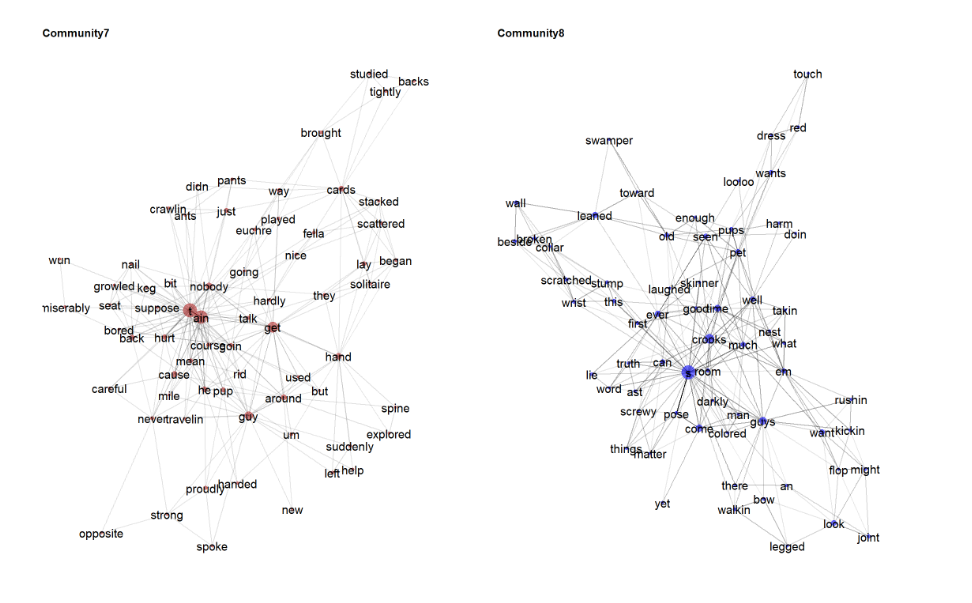 Community7
studied
backs
tightly
brought
pants
didn
way
cards
stacked
crawlin
ants
just
played
scattered
euchre
fella
nice
wun
nail
going
lay
began
growled
keg
bit
nobody
solitaire
miserably
seat
suppose
t
ain
hardly
they
talk
get
bored
back
hurt
course
goin
hand
mean
cause
rid
used
careful
mile
he
pup
around
but
never
travelin
guy
spine
um
explored
suddenly
left
help
proudly
handed
strong
new
opposite
spoke
Community8
touch
red
dress
swamper
wants
looloo
toward
wall
leaned
enough
harm
beside
broken
collar
old
seen
pups
doin
pet
scratched
stump
laughed
skinner
wrist
this
ever
goodime
well
takin
first
crooks
nest
much
what
truth
can
lie
s
room
em
word
ast
darkly
rushin
screwy
pose
man
guys
come
colored
want
kickin
things
matter
flop
might
there
an
yet
bow
walkin
look
legged
joint